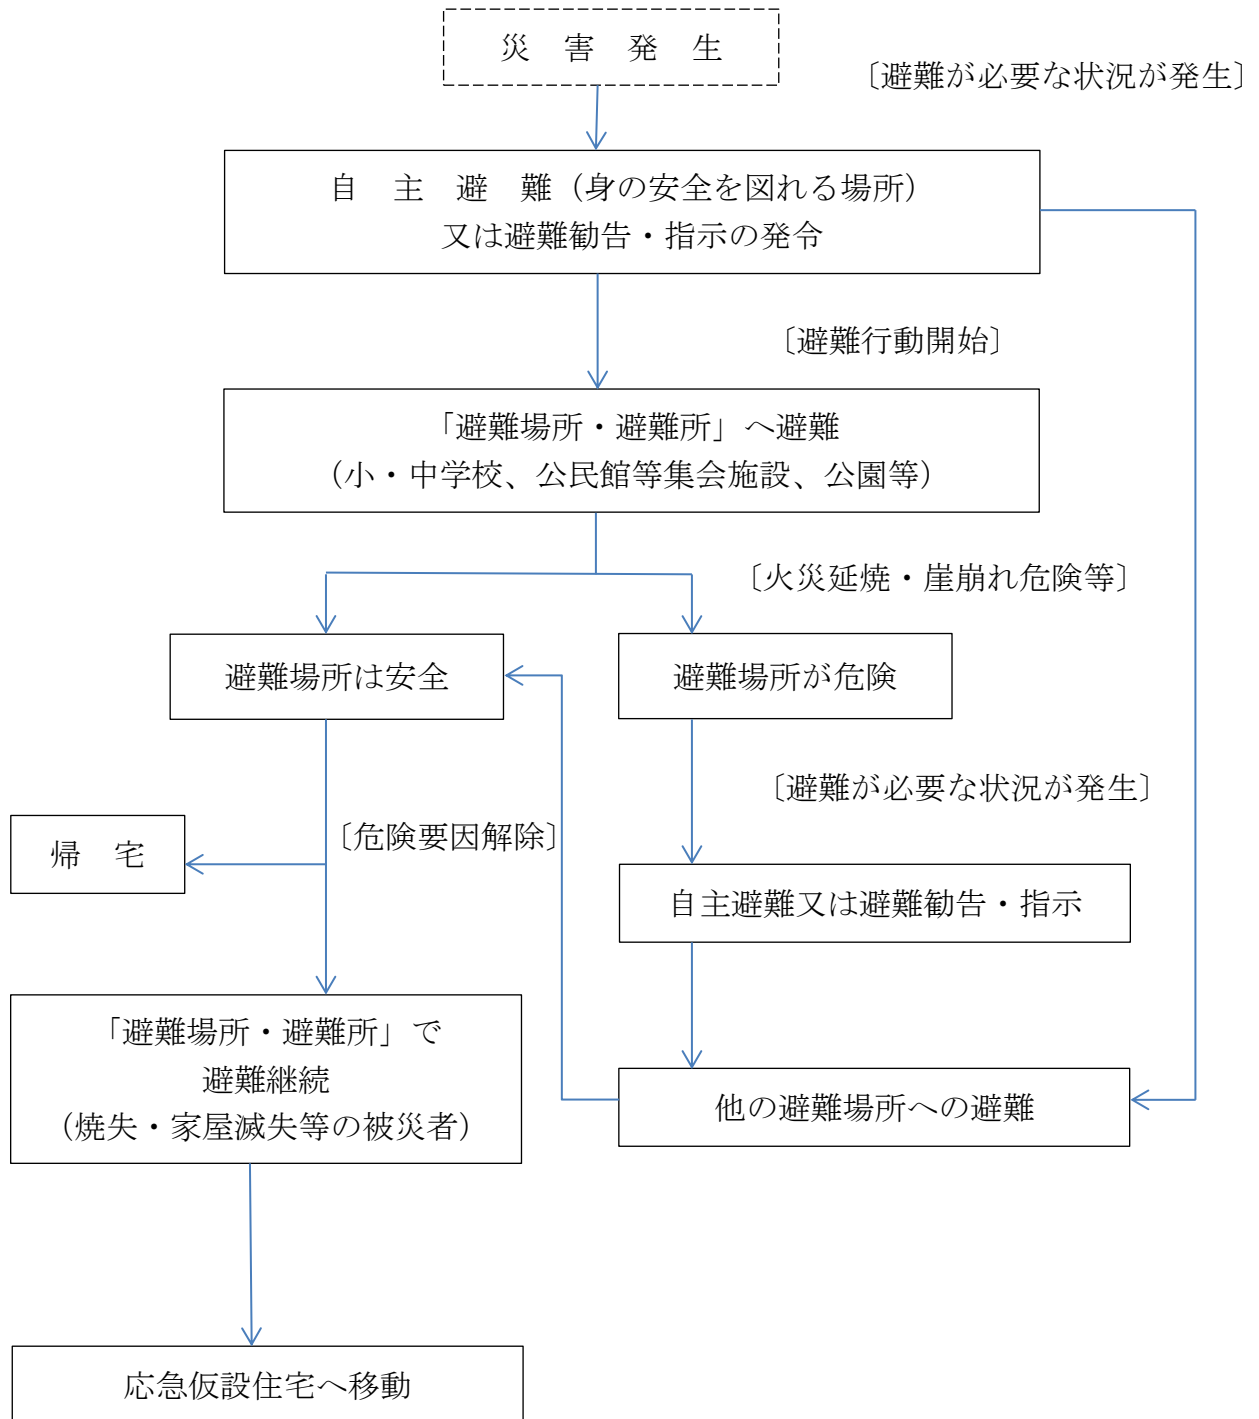 災　害　発　生
〔避難が必要な状況が発生〕
自　主　避　難（身の安全を図れる場所）
又は避難勧告・指示の発令
〔避難行動開始〕
「避難場所・避難所」へ避難
（小・中学校、公民館等集会施設、公園等）
〔火災延焼・崖崩れ危険等〕
避難場所は安全
避難場所が危険
〔避難が必要な状況が発生〕
〔危険要因解除〕
帰　宅
自主避難又は避難勧告・指示
「避難場所・避難所」で
避難継続
（焼失・家屋滅失等の被災者）
他の避難場所への避難
応急仮設住宅へ移動